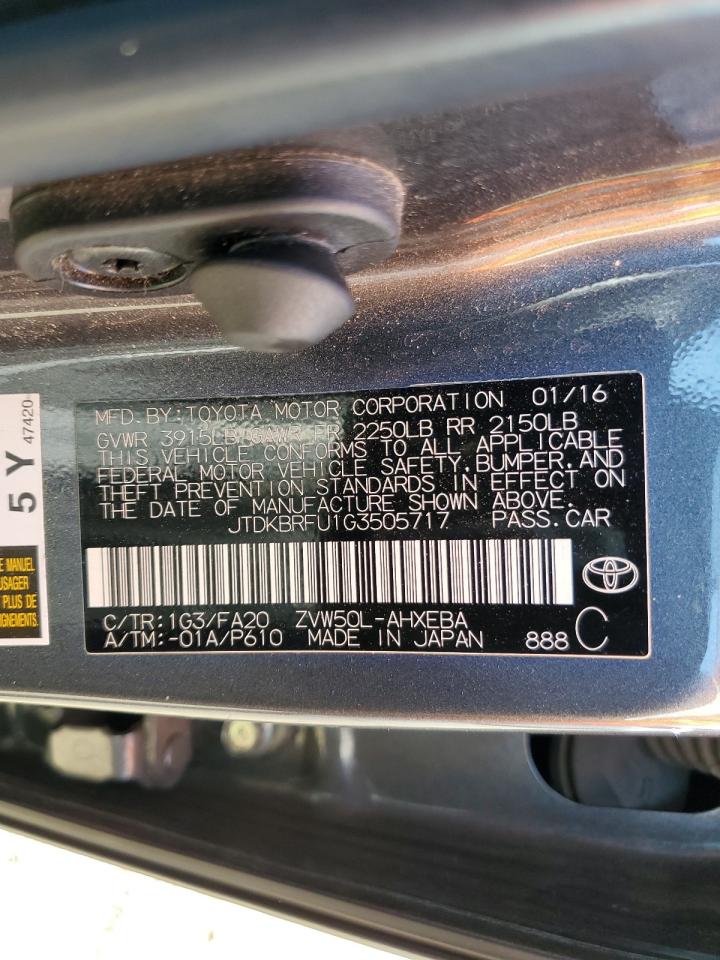 MFD.BY:TOYOTA MOTOR CORPORATION 01/16
GVWR 3915LB GAWR FR 2250LB RR 2150LB
THIS VEHICLE CONFORMS TO ALL APPLICABLE
FEDERAL MOTOR VEHICLE SAFETY,BUMPER,AND
THEFT PREVENTION STANDARDS IN EFFECT ON
THE DATE OF MANUFACTURE SHOWN ABOVE.
JTDKBRFU1G3505717 PASS.CAR
C/TR:1G3/FA20 ZVW50L-AHXEBA
A/TM:-01A/P610 MADE IN JAPAN 888 C
5 Y 47420
E MANUEL
USAGER
PLUS DE
IGNEMENTS.